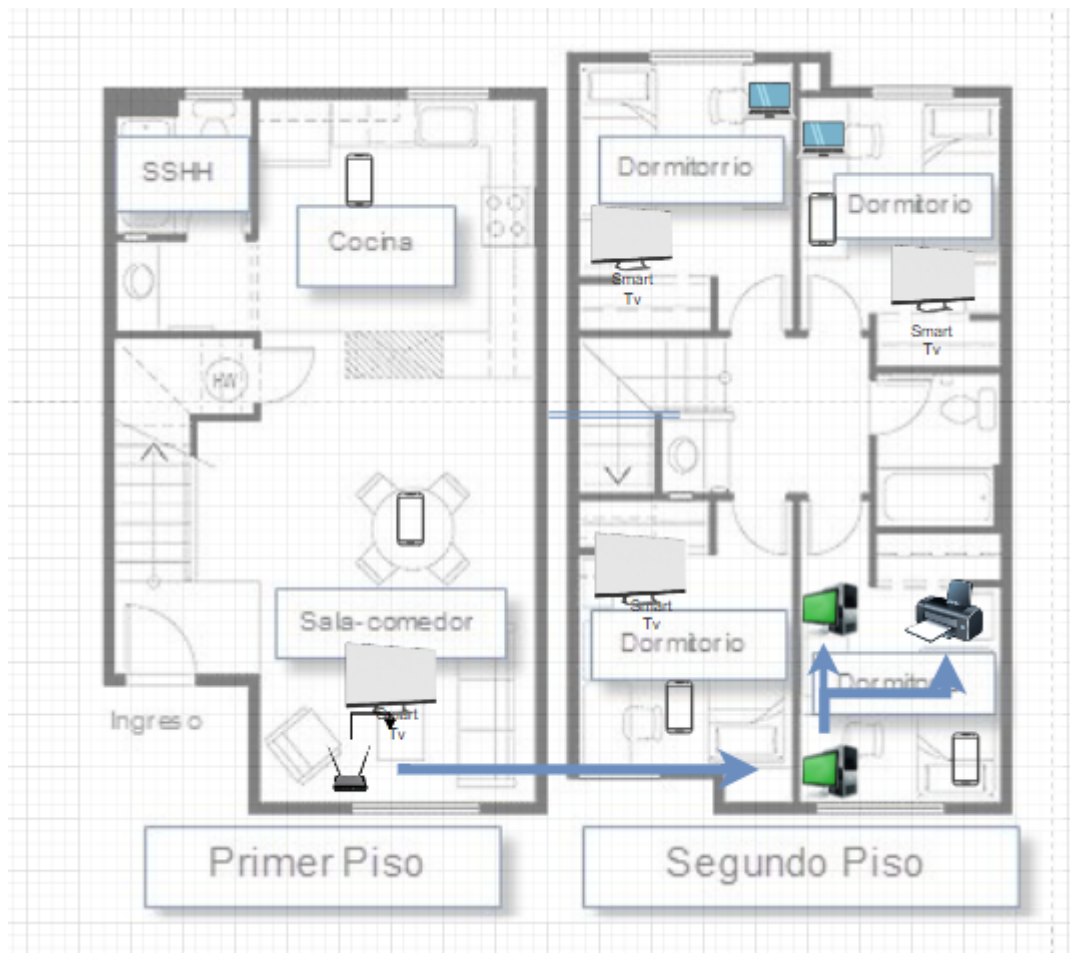 SSHH
Cocina
HW
Sala-comedor
Smart
Tv
Ingreso
Primer Piso
Dormitorrio
Dormitorio
Smart
Tv
Smart
Tv
Smart
Tv
Dormitorio
Dormitorio
Segundo Piso